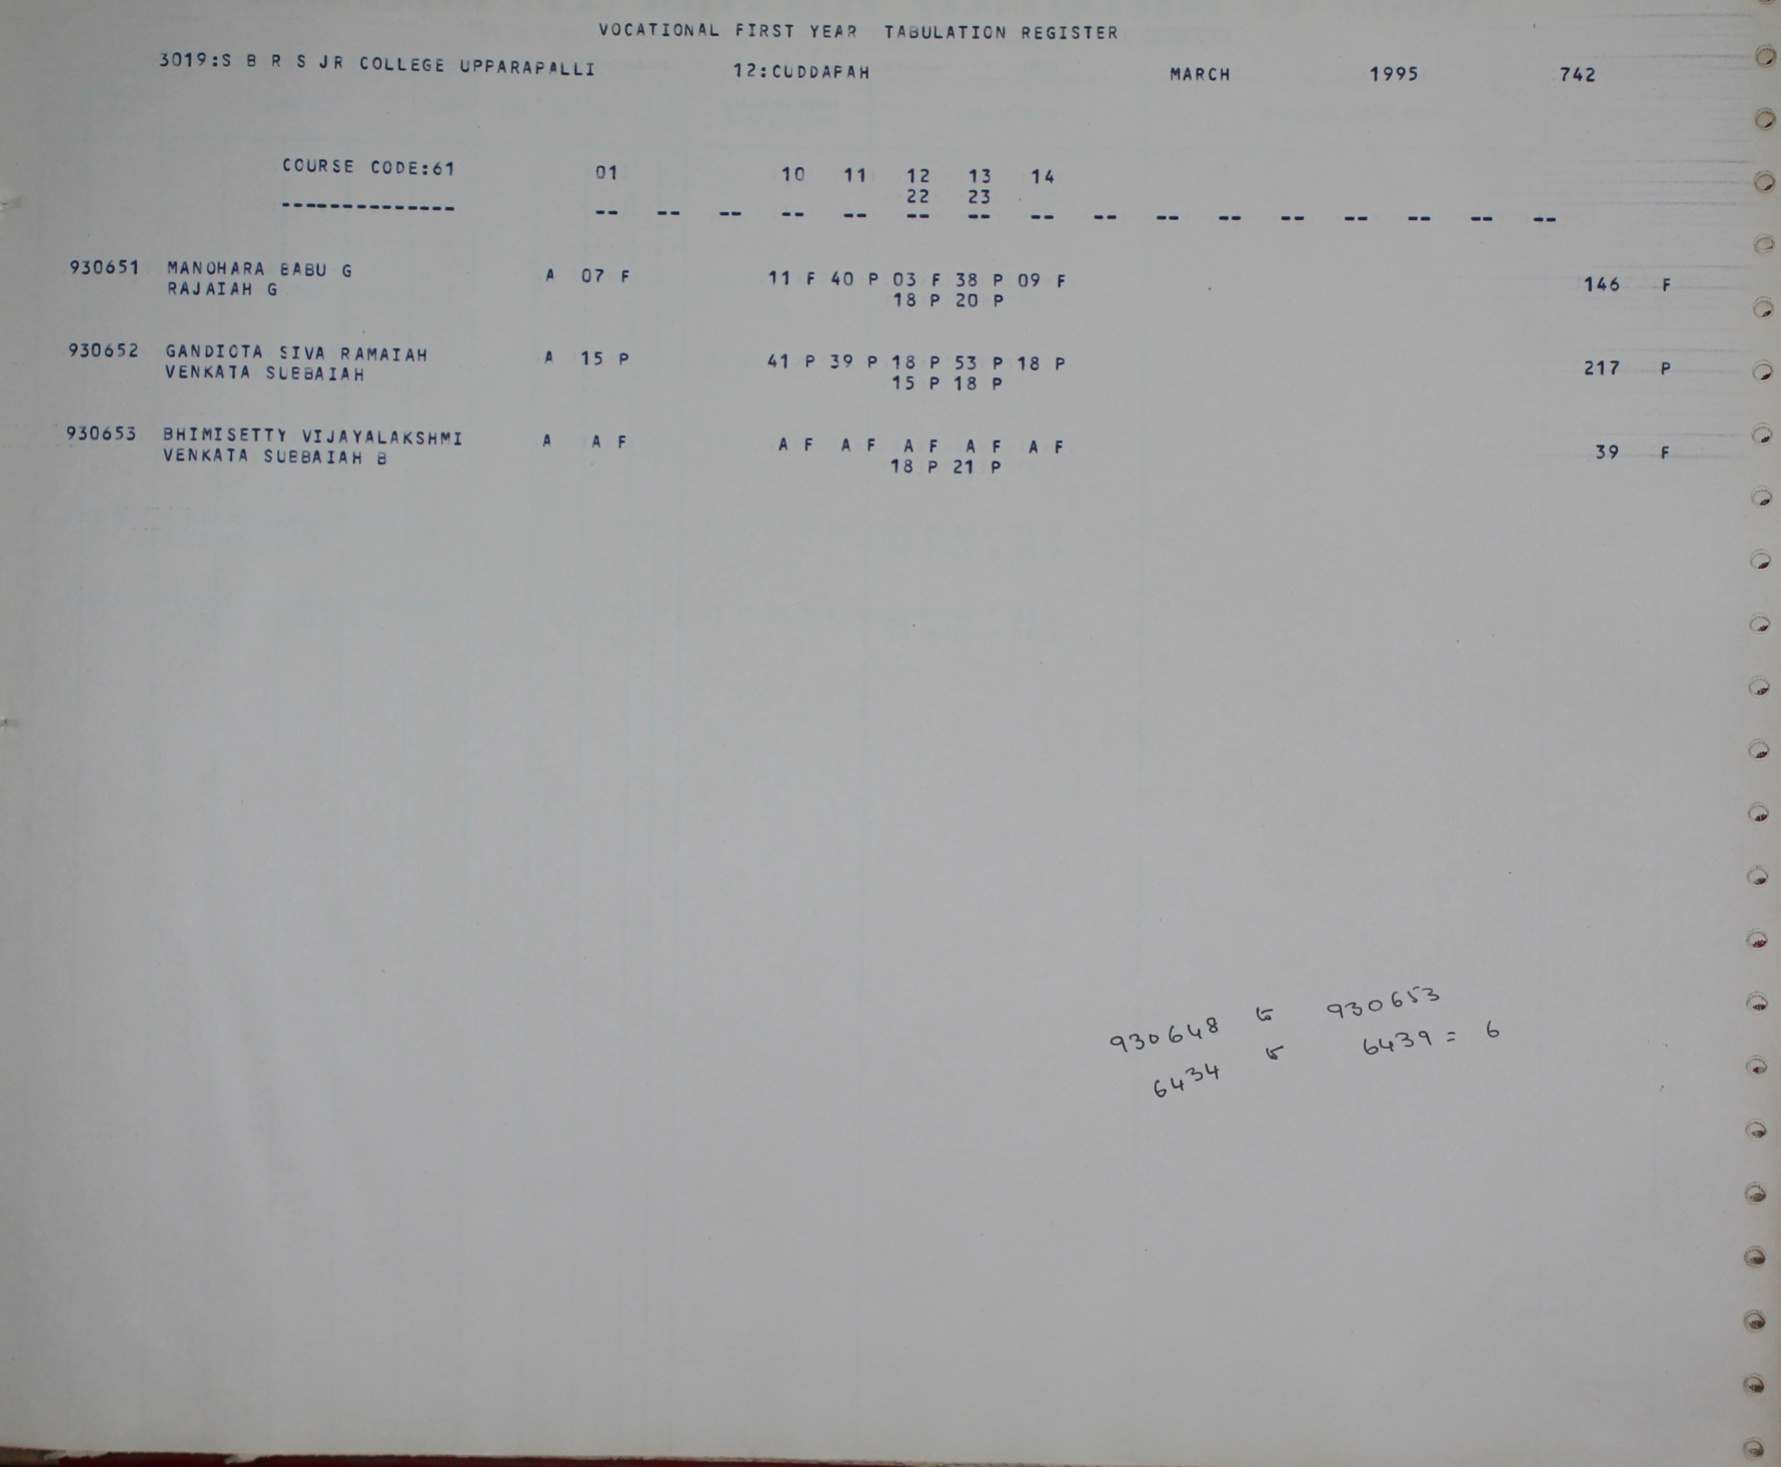 VOCATIONAL FIRST YEAR TABULATION REGISTER
3019:S B R S JR COLLEGE UPPARAPALLI 12:CUDDAPAH MARCH 1995 742
COURSE CODE:61 01 10 11 12 13 14
22 23
-------------- -- -- -- -- -- -- -- -- -- -- -- -- -- -- -- --
930651 MANOHARA BABU G A 07 F 11 F 40 P 03 F 38 P 09 F 146 F
RAJAIAH G 18 P 20 P
930652 GANDIOTA SIVA RAMAIAH A 15 P 41 P 39 P 18 P 53 P 18 P 217 P
VENKATA SUBBAIAH 15 P 18 P
930653 BHIMISETTY VIJAYALAKSHMI A A F A F A F A F A F A F 39 F
VENKATA SUBBAIAH B 18 P 21 P
930648 to 930653
6434 to 6439 = 6